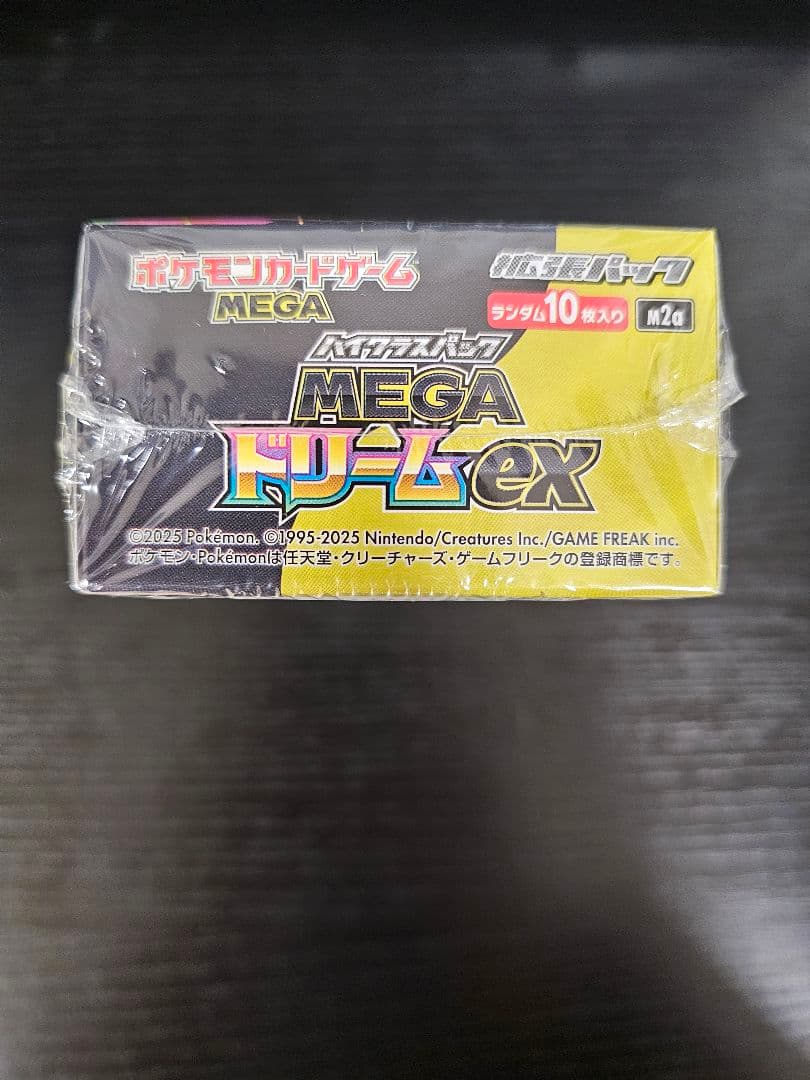 ポケモンカードゲーム
MEGA
拡張パック
ランダム10枚入り
M2a
ハイクラスパック
MEGA
ドリームex
©2025 Pokémon. ©1995-2025 Nintendo/Creatures Inc./GAME FREAK inc.
ポケモン・Pokémonは任天堂・クリーチャーズ・ゲームフリークの登録商標です。